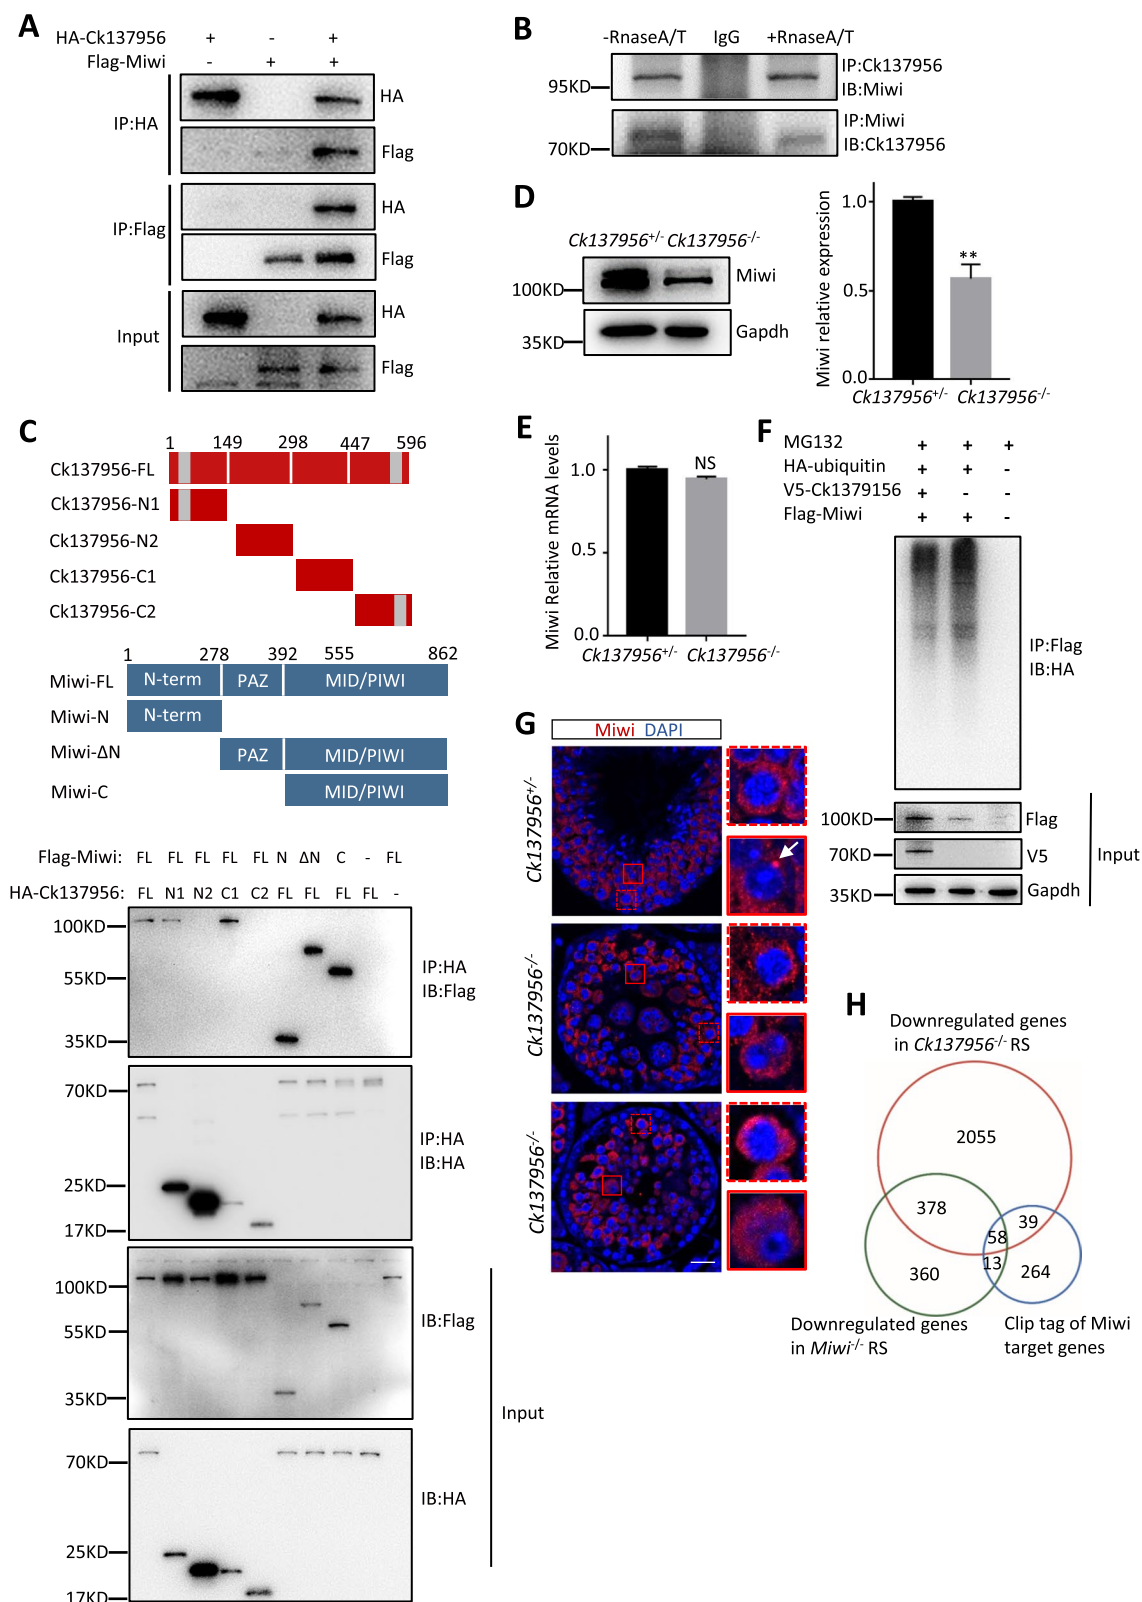 A
HA-Ck137956 + - +
Flag-Miwi - + +
IP:HA
HA
Flag
IP:Flag
HA
Flag
Input
HA
Flag
B
-RnaseA/T IgG +RnaseA/T
95KD
IP:Ck137956
IB:Miwi
70KD
IP:Miwi
IB:Ck137956
D
Ck137956+/- Ck137956-/-
100KD
Miwi
35KD
Gapdh
Miwi relative expression
1.0
0.5
0.0
**
Ck137956+/- Ck137956-/-
C
1 149 298 447 596
Ck137956-FL
Ck137956-N1
Ck137956-N2
Ck137956-C1
Ck137956-C2
1 278 392 555 862
Miwi-FL N-term PAZ MID/PIWI
Miwi-N N-term
Miwi-ΔN PAZ MID/PIWI
Miwi-C MID/PIWI
Flag-Miwi: FL FL FL FL FL N ΔN C - FL
HA-Ck137956: FL N1 N2 C1 C2 FL FL FL FL -
100KD
55KD
35KD
IP:HA
IB:Flag
70KD
25KD
17KD
IP:HA
IB:HA
100KD
55KD
35KD
IB:Flag
70KD
25KD
17KD
IB:HA
Input
E
Miwi Relative mRNA levels
1.0
0.5
0.0
NS
Ck137956+/- Ck137956-/-
F
MG132 + + +
HA-ubiquitin + + -
V5-Ck1379156 + - -
Flag-Miwi + + -
IP:Flag
IB:HA
100KD
Flag
70KD
V5
35KD
Gapdh
Input
G
Miwi DAPI
Ck137956+/-
Ck137956-/-
Ck137956-/-
H
Downregulated genes
in Ck137956-/- RS
2055
378
39
58
13
360
264
Downregulated genes
in Miwi-/- RS
Clip tag of Miwi
target genes